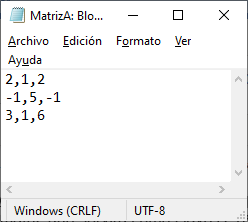 MatrizA: Blo...
Archivo Edición Formato Ver
Ayuda
2,1,2
-1,5,-1
3,1,6
Windows (CRLF) UTF-8